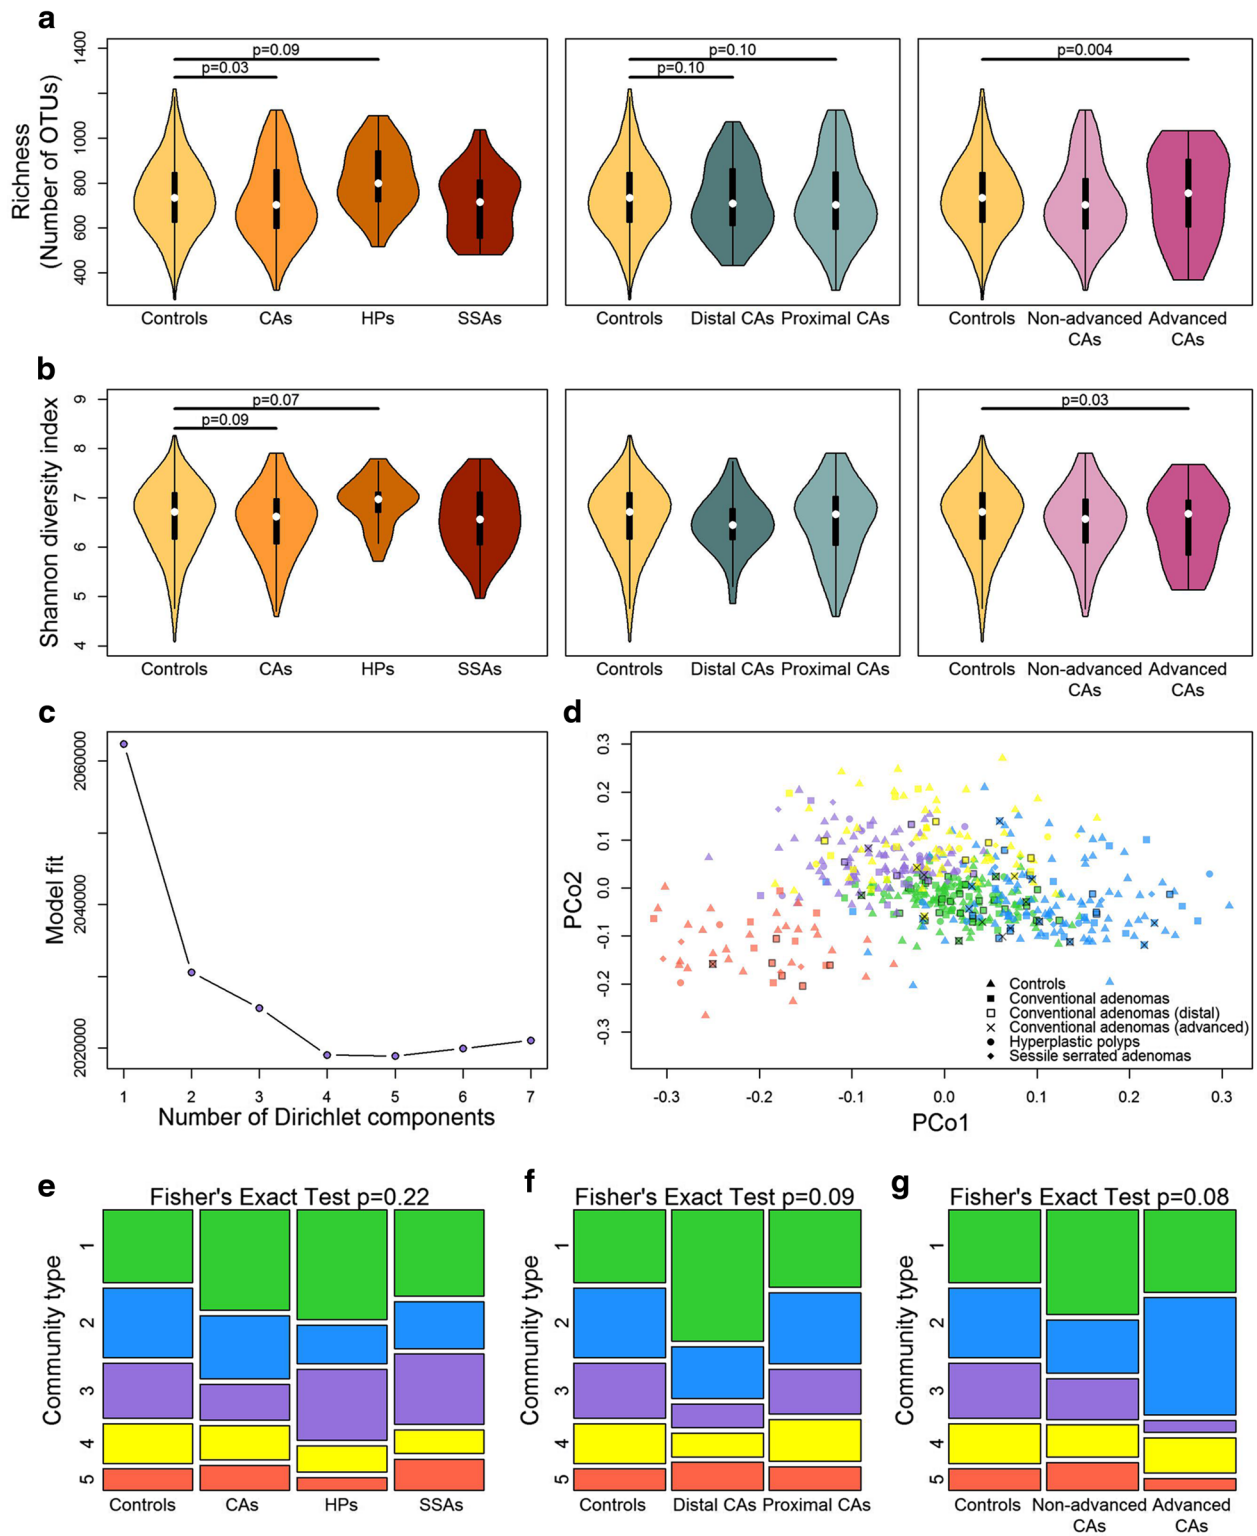 a
Richness
(Number of OTUs)
1400
1000
800
600
400
p=0.09
p=0.03
Controls
CAs
HPs
SSAs
p=0.10
p=0.10
Controls
Distal CAs
Proximal CAs
p=0.004
Controls
Non-advanced
CAs
Advanced
CAs
b
Shannon diversity index
9
8
7
6
5
4
p=0.07
p=0.09
Controls
CAs
HPs
SSAs
Controls
Distal CAs
Proximal CAs
p=0.03
Controls
Non-advanced
CAs
Advanced
CAs
c
Model fit
2060000
2040000
2020000
1 2 3 4 5 6 7
Number of Dirichlet components
d
PCo2
0.3
0.2
0.1
0.0
-0.1
-0.2
-0.3
Controls
Conventional adenomas
Conventional adenomas (distal)
Conventional adenomas (advanced)
Hyperplastic polyps
Sessile serrated adenomas
-0.3 -0.2 -0.1 0.0 0.1 0.2 0.3
PCo1
e
Fisher's Exact Test p=0.22
Community type
1
2
3
4
5
Controls
CAs
HPs
SSAs
f
Fisher's Exact Test p=0.09
Community type
1
2
3
4
5
Controls
Distal CAs
Proximal CAs
g
Fisher's Exact Test p=0.08
Community type
1
2
3
4
5
Controls
Non-advanced
CAs
Advanced
CAs